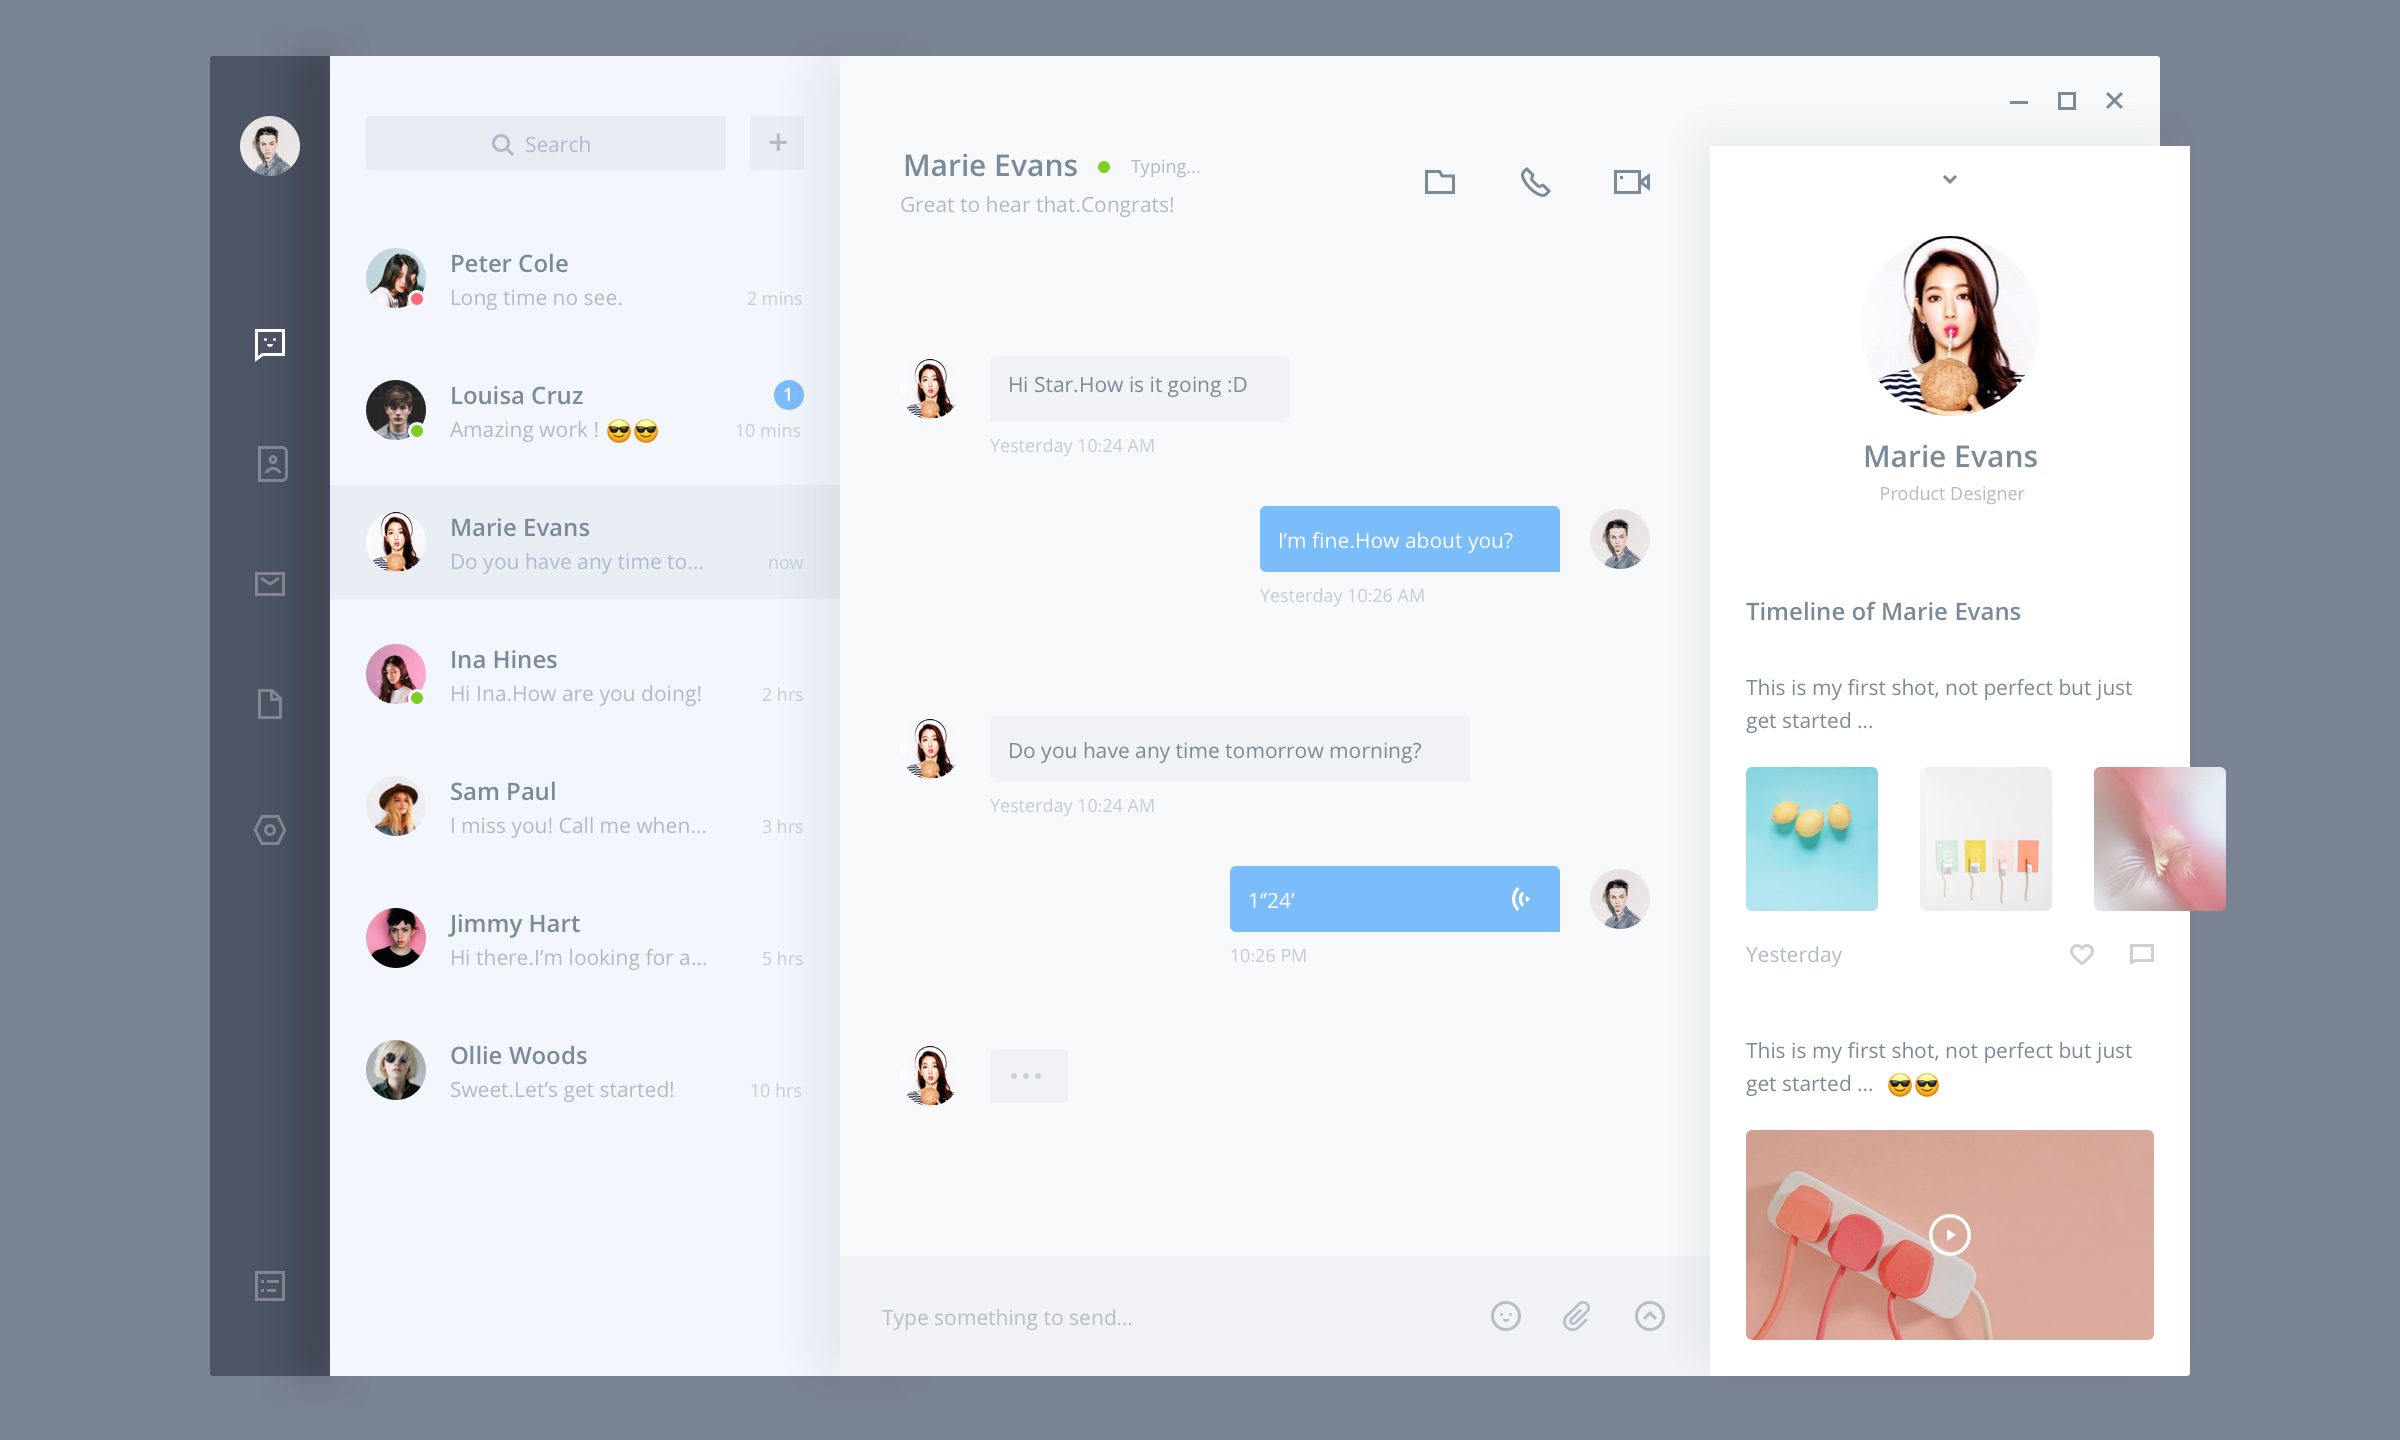 Search
+
Peter Cole
Long time no see.
2 mins
Louisa Cruz
1
Amazing work ! 😎😎
10 mins
Marie Evans
Do you have any time to...
now
Ina Hines
Hi Ina.How are you doing!
2 hrs
Sam Paul
I miss you! Call me when...
3 hrs
Jimmy Hart
Hi there.I’m looking for a...
5 hrs
Ollie Woods
Sweet.Let’s get started!
10 hrs
Marie Evans
Typing...
Great to hear that.Congrats!
Hi Star.How is it going :D
Yesterday 10:24 AM
I’m fine.How about you?
Yesterday 10:26 AM
Do you have any time tomorrow morning?
Yesterday 10:24 AM
1”24’
10:26 PM
Type something to send...
Marie Evans
Product Designer
Timeline of Marie Evans
This is my first shot, not perfect but just
get started ...
Yesterday
This is my first shot, not perfect but just
get started ... 😎😎